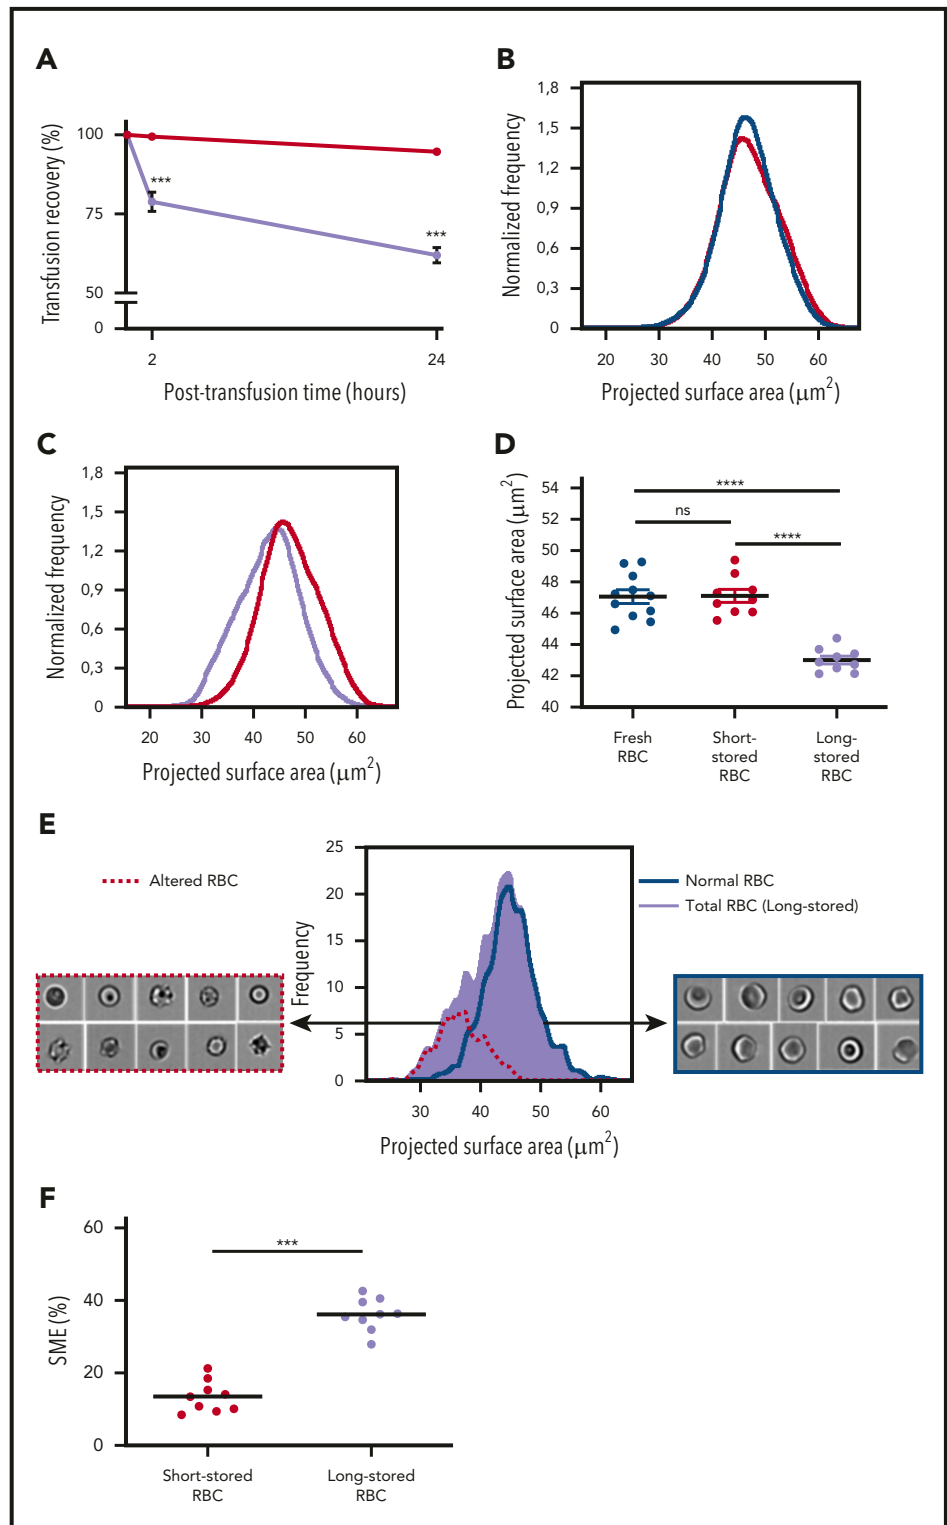 A
Transfusion recovery (%)
100
75
50
0
***
***
2
24
Post-transfusion time (hours)
B
Normalized frequency
1,8
1,5
1,2
0,9
0,6
0,3
0
20
30
40
50
60
Projected surface area (μm²)
C
Normalized frequency
1,8
1,5
1,2
0,9
0,6
0,3
0
20
30
40
50
60
Projected surface area (μm²)
D
Projected surface area (μm²)
54
52
50
48
46
44
42
40
****
ns
****
Fresh
RBC
Short-
stored
RBC
Long-
stored
RBC
E
Altered RBC
Frequency
25
20
15
10
5
0
30
40
50
60
Projected surface area (μm²)
Normal RBC
Total RBC (Long-stored)
F
SME (%)
60
40
20
0
***
Short-stored
RBC
Long-stored
RBC